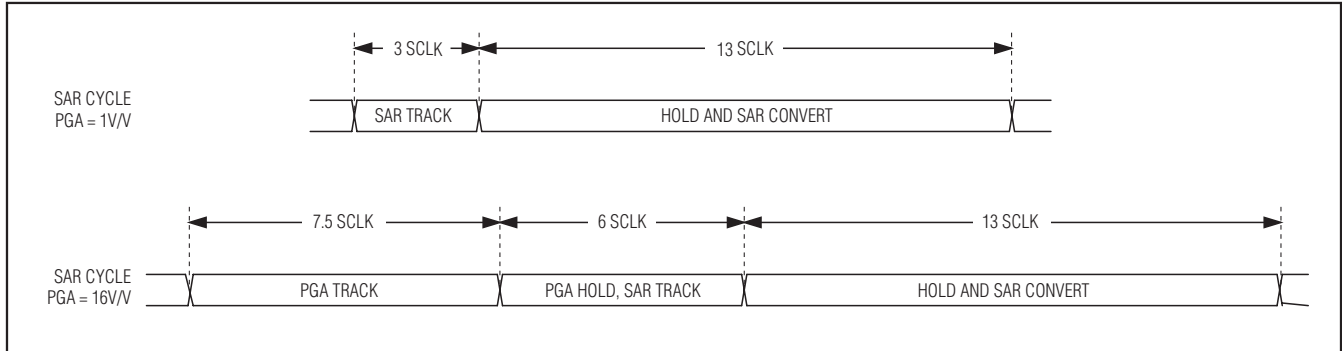 3 SCLK
13 SCLK
SAR CYCLE
PGA = 1V/V
SAR TRACK
HOLD AND SAR CONVERT
7.5 SCLK
6 SCLK
13 SCLK
SAR CYCLE
PGA = 16V/V
PGA TRACK
PGA HOLD, SAR TRACK
HOLD AND SAR CONVERT